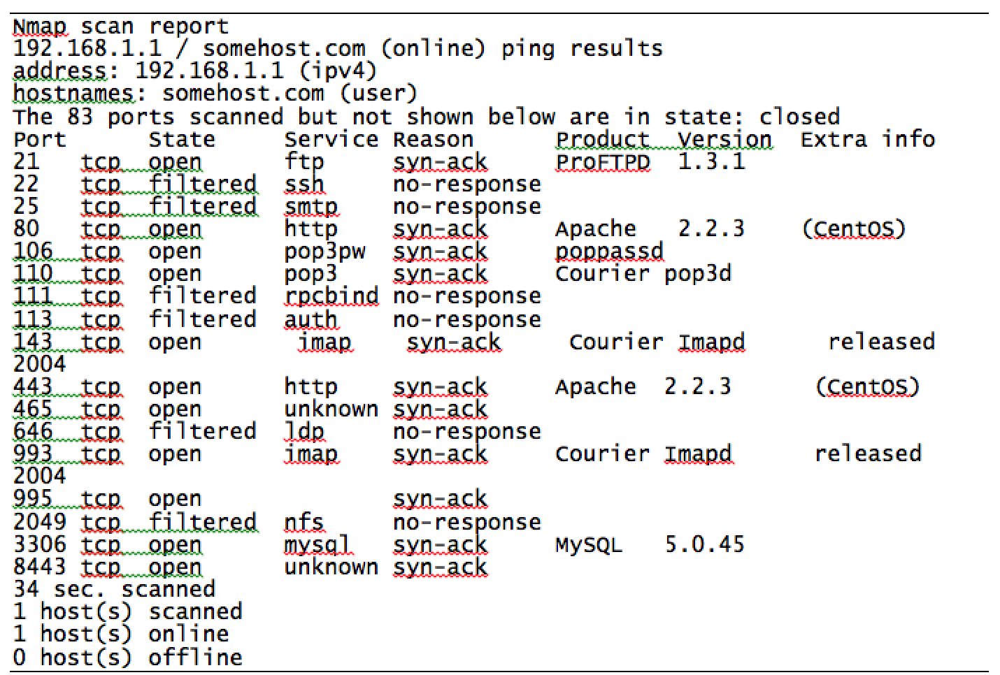 Nmap scan report
192.168.1.1 / somehost.com (online) ping results
address: 192.168.1.1 (ipv4)
hostnames: somehost.com (user)
The 83 ports scanned but not shown below are in state: closed
Port State Service Reason Product Version Extra info
21 tcp open ftp syn-ack ProFTPD 1.3.1
22 tcp filtered ssh no-response
25 tcp filtered smtp no-response
80 tcp open http syn-ack Apache 2.2.3 (CentOS)
106 tcp open pop3pw syn-ack poppassd
110 tcp open pop3 syn-ack Courier pop3d
111 tcp filtered rpcbind no-response
113 tcp filtered auth no-response
143 tcp open imap syn-ack Courier Imapd released
2004
443 tcp open http syn-ack Apache 2.2.3 (CentOS)
465 tcp open unknown syn-ack
646 tcp filtered ldp no-response
993 tcp open imap syn-ack Courier Imapd released
2004
995 tcp open syn-ack
2049 tcp filtered nfs no-response
3306 tcp open mysql syn-ack MySQL 5.0.45
8443 tcp open unknown syn-ack
34 sec. scanned
1 host(s) scanned
1 host(s) online
0 host(s) offline